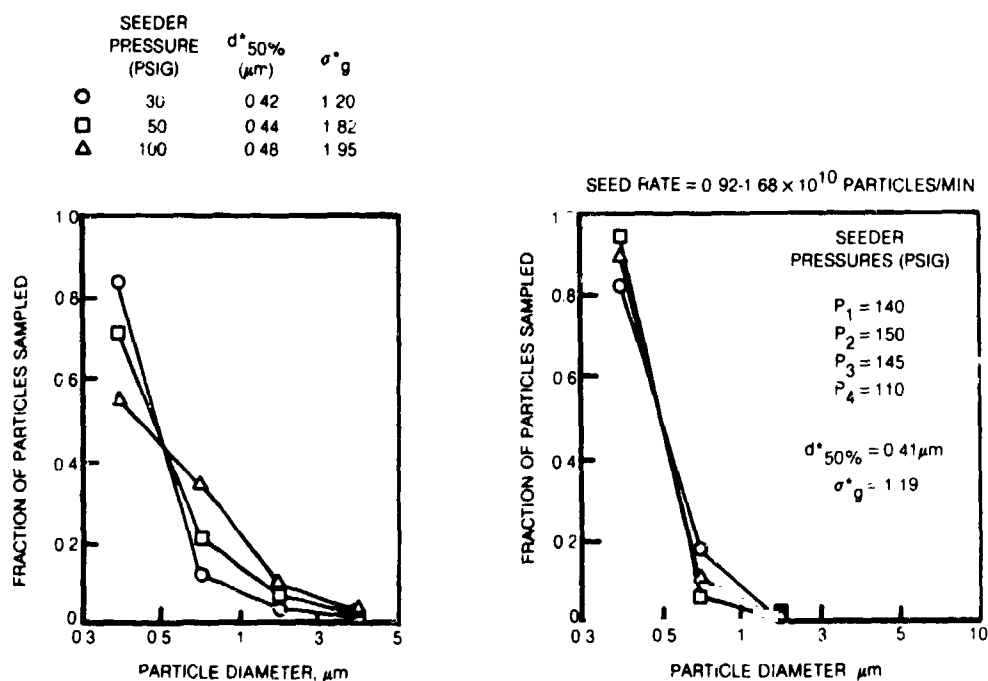 SEEDER
PRESSURE
(PSIG)
d*50%
(μm)
σ*g
30 0.42 1.20
50 0.44 1.82
100 0.48 1.95
FRACTION OF PARTICLES SAMPLED
1.0
0.8
0.6
0.4
0.2
0
0.3 0.5 1 3 5
PARTICLE DIAMETER, μm
SEED RATE = 0.92-1.68 x 10^10 PARTICLES/MIN
FRACTION OF PARTICLES SAMPLED
1.0
0.8
0.6
0.4
0.2
0
0.3 0.5 1 3 5 10
PARTICLE DIAMETER μm
SEEDER
PRESSURES (PSIG)
P1 = 140
P2 = 150
P3 = 145
P4 = 110
d*50% = 0.41μm
σ*g = 1.19